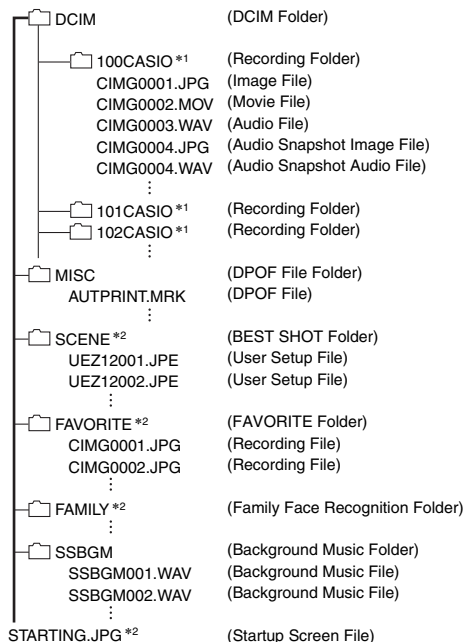 DCIM (DCIM Folder)
100CASIO *1 (Recording Folder)
CIMG0001.JPG (Image File)
CIMG0002.MOV (Movie File)
CIMG0003.WAV (Audio File)
CIMG0004.JPG (Audio Snapshot Image File)
CIMG0004.WAV (Audio Snapshot Audio File)
101CASIO *1 (Recording Folder)
102CASIO *1 (Recording Folder)
MISC (DPOF File Folder)
AUTPRINT.MRK (DPOF File)
SCENE *2 (BEST SHOT Folder)
UEZ12001.JPE (User Setup File)
UEZ12002.JPE (User Setup File)
FAVORITE *2 (FAVORITE Folder)
CIMG0001.JPG (Recording File)
CIMG0002.JPG (Recording File)
FAMILY *2 (Family Face Recognition Folder)
SSBGM (Background Music Folder)
SSBGM001.WAV (Background Music File)
SSBGM002.WAV (Background Music File)
STARTING.JPG *2 (Startup Screen File)